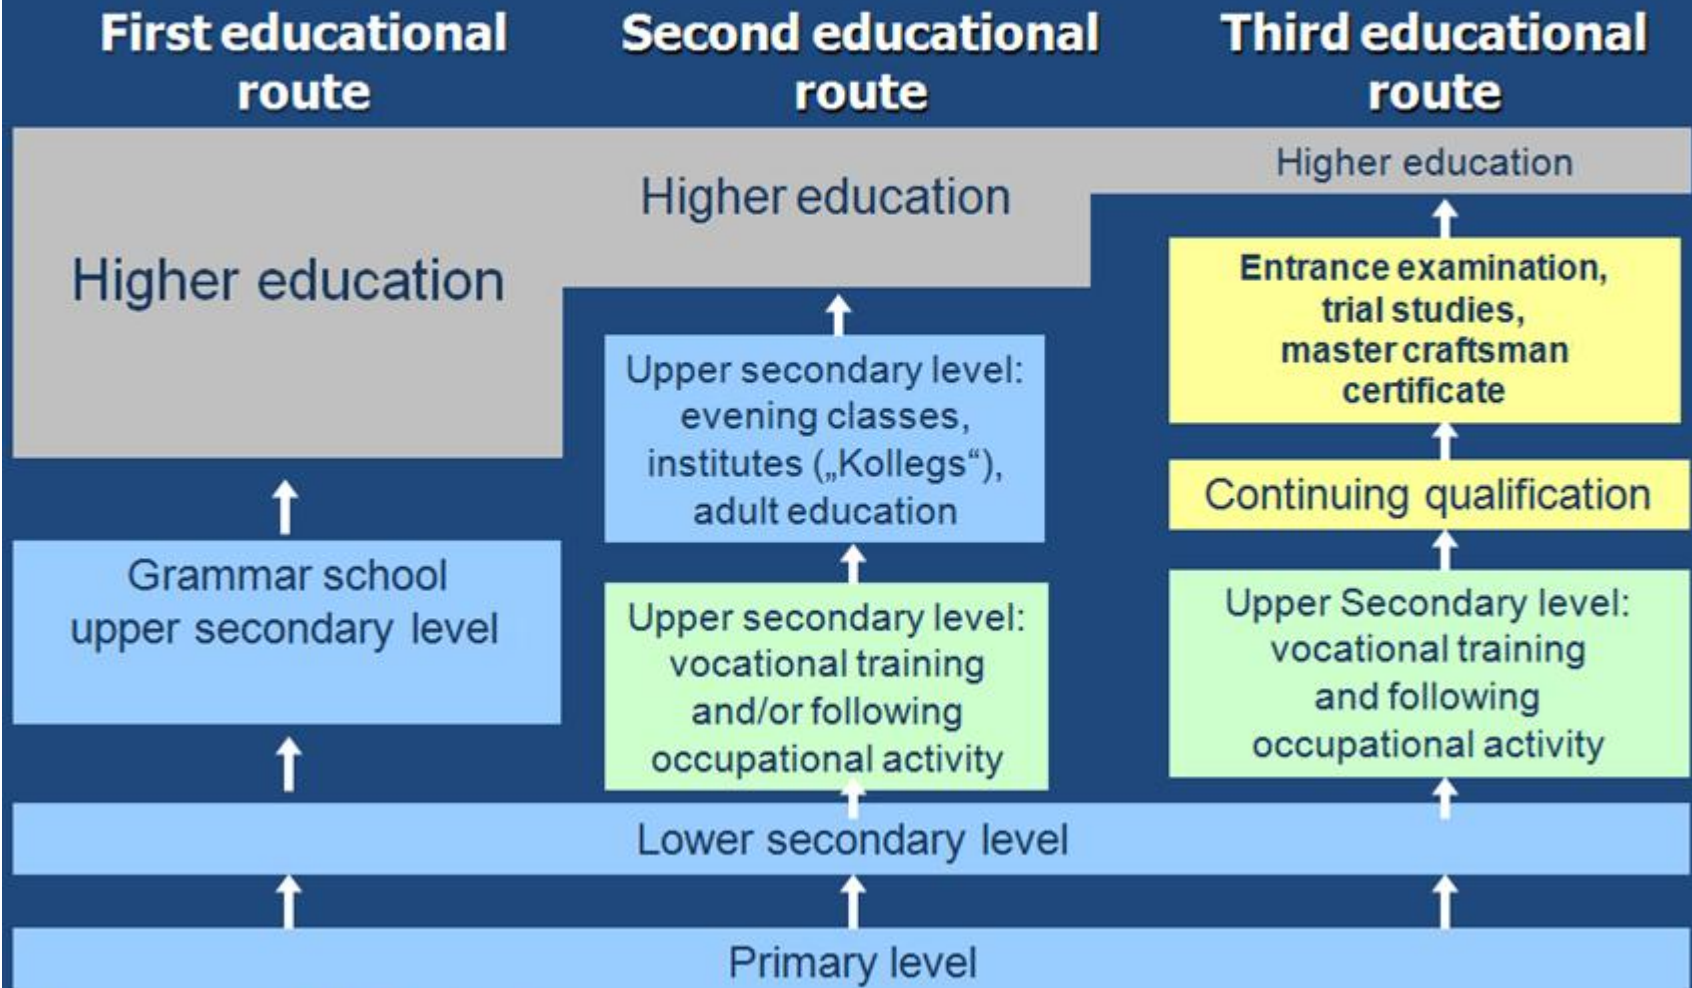 First educational
route
Second educational
route
Third educational
route
Higher education
Higher education
Higher education
Grammar school
upper secondary level
Upper secondary level:
evening classes,
institutes („Kollegs“),
adult education
Upper secondary level:
vocational training
and/or following
occupational activity
Entrance examination,
trial studies,
master craftsman
certificate
Continuing qualification
Upper Secondary level:
vocational training
and following
occupational activity
Lower secondary level
Primary level